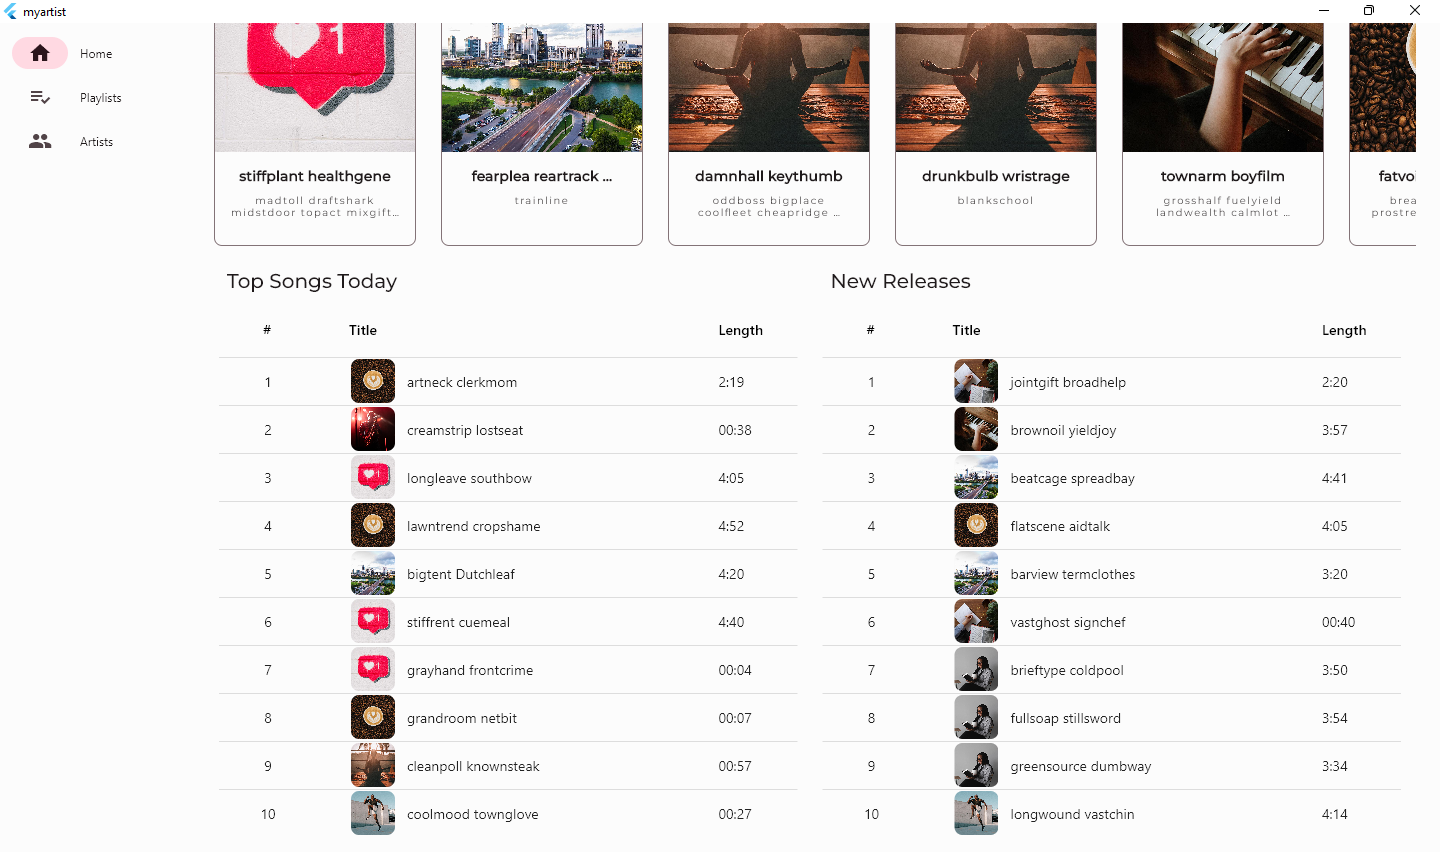 myartist
Home
Playlists
Artists
1
stiffplant healthgene
madtoll draftshark
midstdoor topact mixgift…
fearplea reartrack ...
trainline
damnhall keythumb
oddboss bigplace
coolfleet cheapridge …
drunkbulb wristrage
blankschool
townarm boyfilm
grosshalf fuelyield
landwealth calmlot …
fatvoi
brea
prostre
Top Songs Today
# Title Length
1 artneck clerkmom 2:19
2 creamstrip lostseat 00:38
3 longleave southbow 4:05
4 lawntrend cropshame 4:52
5 bigtent Dutchleaf 4:20
6 stiffrent cuemeal 4:40
7 grayhand frontcrime 00:04
8 grandroom netbit 00:07
9 cleanpoll knownsteak 00:57
10 coolmood townglove 00:27
New Releases
# Title Length
1 jointgift broadhelp 2:20
2 brownoil yieldjoy 3:57
3 beatcage spreadbay 4:41
4 flatscene aidtalk 4:05
5 barview termclothes 3:20
6 vastghost signchef 00:40
7 brieftype coldpool 3:50
8 fullsoap stillsword 3:54
9 greensource dumbway 3:34
10 longwound vastchin 4:14